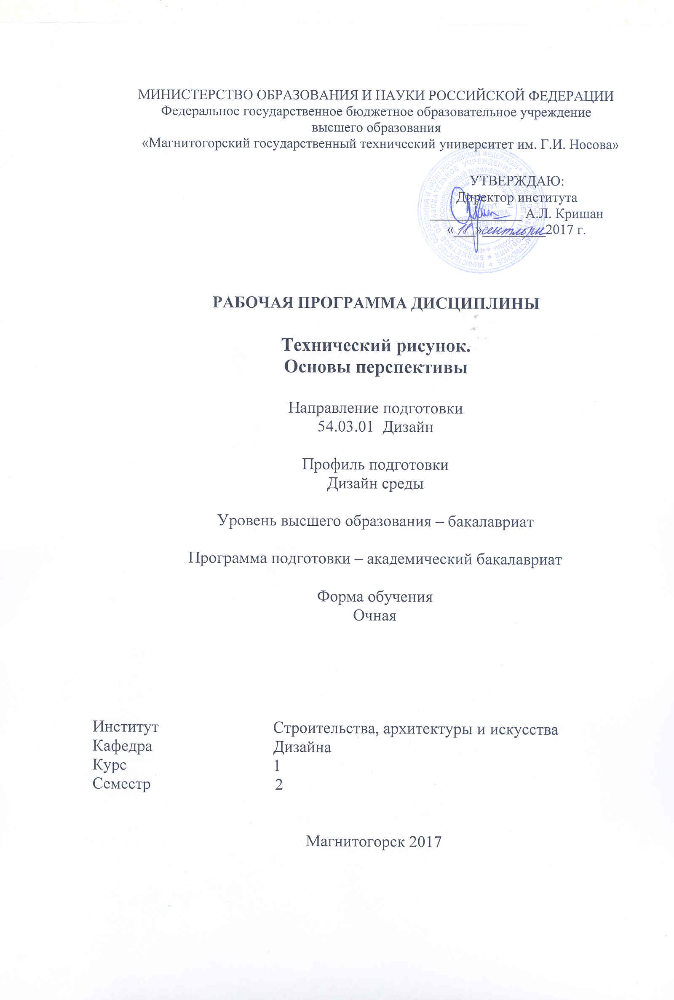 МИНИСТЕРСТВО ОБРАЗОВАНИЯ И НАУКИ РОССИЙСКОЙ ФЕДЕРАЦИИ
Федеральное государственное бюджетное образовательное учреждение
высшего образования
«Магнитогорский государственный технический университет им. Г.И. Носова»
УТВЕРЖДАЮ:
Директор института
А.Л. Кришан
«18» сентября 2017 г.
РАБОЧАЯ ПРОГРАММА ДИСЦИПЛИНЫ
Технический рисунок.
Основы перспективы
Направление подготовки
54.03.01 Дизайн
Профиль подготовки
Дизайн среды
Уровень высшего образования – бакалавриат
Программа подготовки – академический бакалавриат
Форма обучения
Очная
Институт Строительства, архитектуры и искусства
Кафедра Дизайна
Курс 1
Семестр 2
Магнитогорск 2017